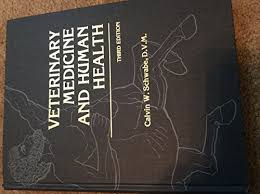 VETERINARY
MEDICINE
AND HUMAN
HEALTH
THIRD EDITION
Calvin W. Schwabe, D.V.M.